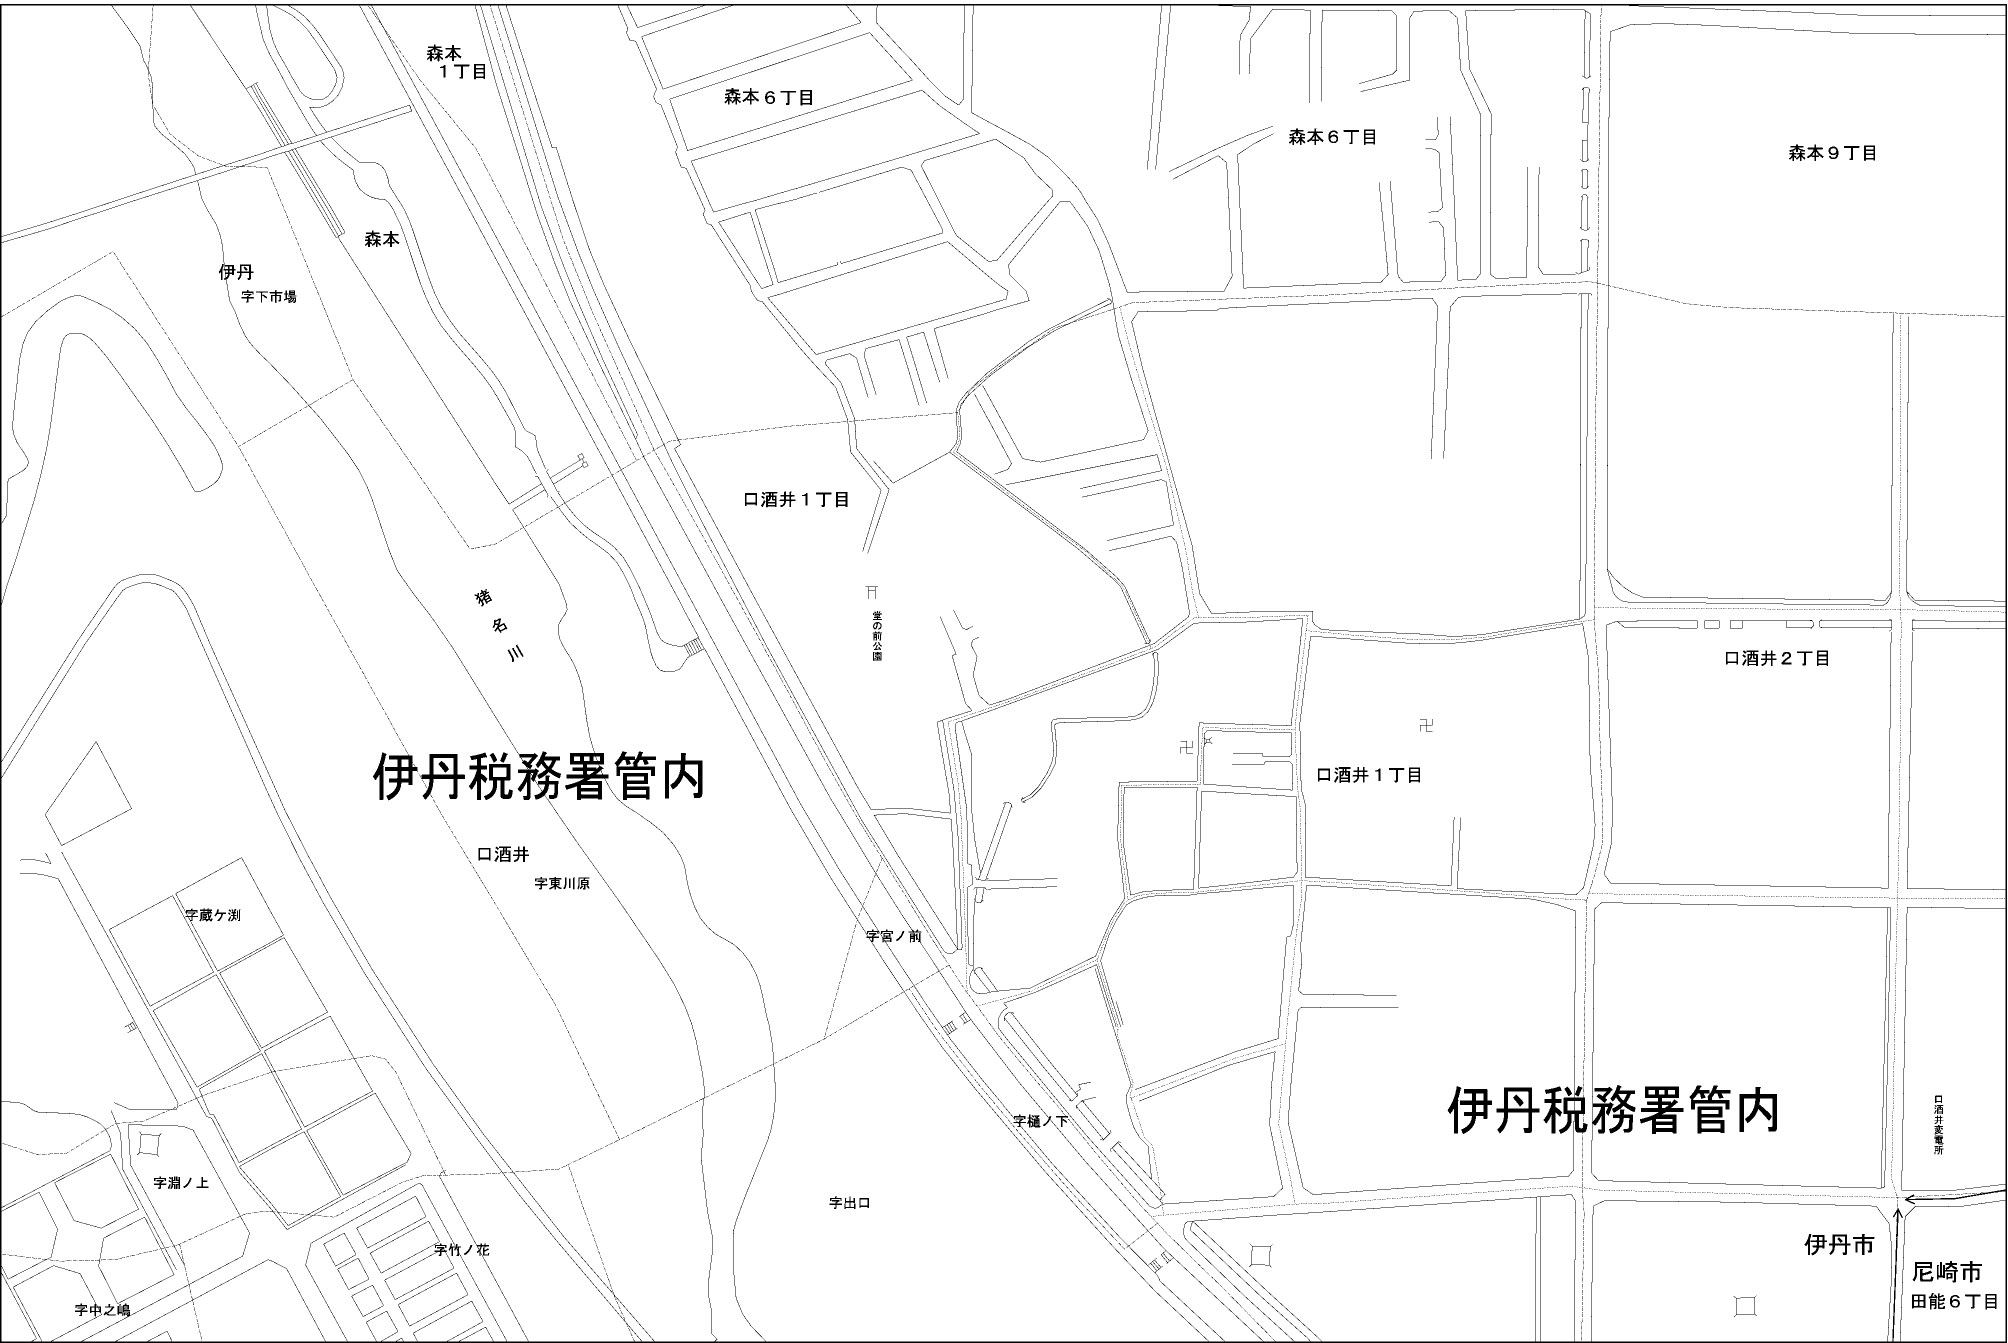 森本
１丁目
森本６丁目
森本６丁目
森本９丁目
森本
伊丹
字下市場
口酒井１丁目
猪名川
堂の前公園
口酒井２丁目
伊丹税務署管内
口酒井１丁目
口酒井
字東川原
字蔵ケ渕
字宮ノ前
伊丹税務署管内
口酒井変電所
字樋ノ下
字淵ノ上
字出口
字竹ノ花
伊丹市
尼崎市
田能６丁目
字中之嶋